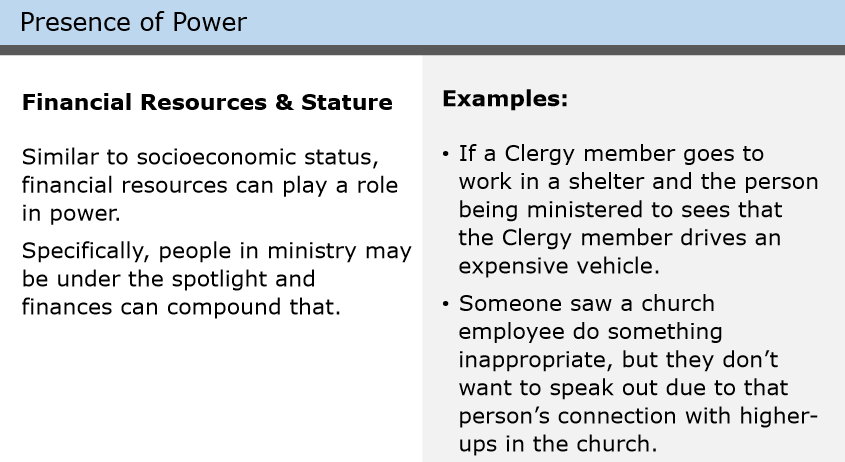 Presence of Power
Financial Resources & Stature
Similar to socioeconomic status,
financial resources can play a role
in power.
Specifically, people in ministry may
be under the spotlight and
finances can compound that.
Examples:
• If a Clergy member goes to
work in a shelter and the person
being ministered to sees that
the Clergy member drives an
expensive vehicle.
• Someone saw a church
employee do something
inappropriate, but they don’t
want to speak out due to that
person’s connection with higher-
ups in the church.